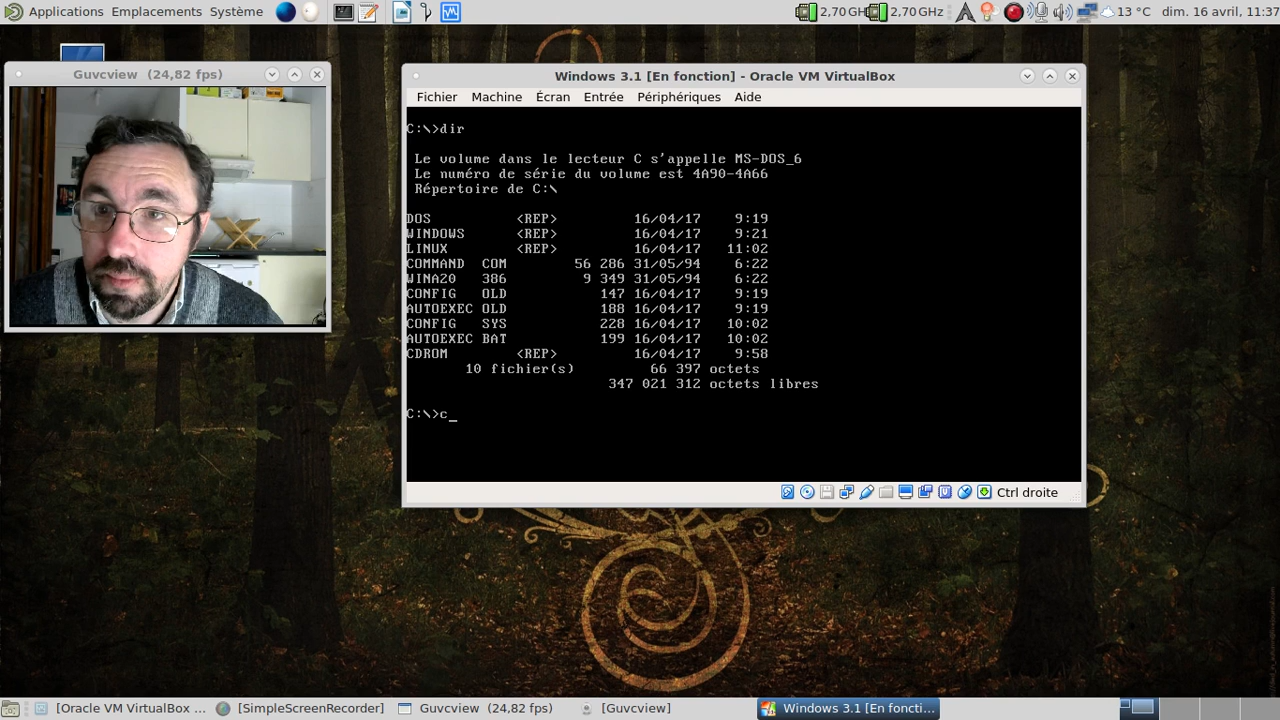 Applications Emplacements Système 2,70 GH 2,70 GHz 13 °C dim. 16 avril, 11:37
Guvcview (24,82 fps)
Windows 3.1 [En fonction] - Oracle VM VirtualBox
Fichier Machine Écran Entrée Périphériques Aide
C:\>dir
Le volume dans le lecteur C s'appelle MS-DOS_6
Le numéro de série du volume est 4A90-4A66
Répertoire de C:\
DOS <REP> 16/04/17 9:19
WINDOWS <REP> 16/04/17 9:21
LINUX <REP> 16/04/17 11:02
COMMAND COM 56 286 31/05/94 6:22
WINA20 386 9 349 31/05/94 6:22
CONFIG OLD 147 16/04/17 9:19
AUTOEXEC OLD 188 16/04/17 9:19
CONFIG SYS 228 16/04/17 10:02
AUTOEXEC BAT 199 16/04/17 10:02
CDROM <REP> 16/04/17 9:58
10 fichier(s) 66 397 octets
347 021 312 octets libres
C:\>c_
Ctrl droite
[Oracle VM VirtualBox ... [SimpleScreenRecorder] Guvcview (24,82 fps) [Guvcview] Windows 3.1 [En foncti...